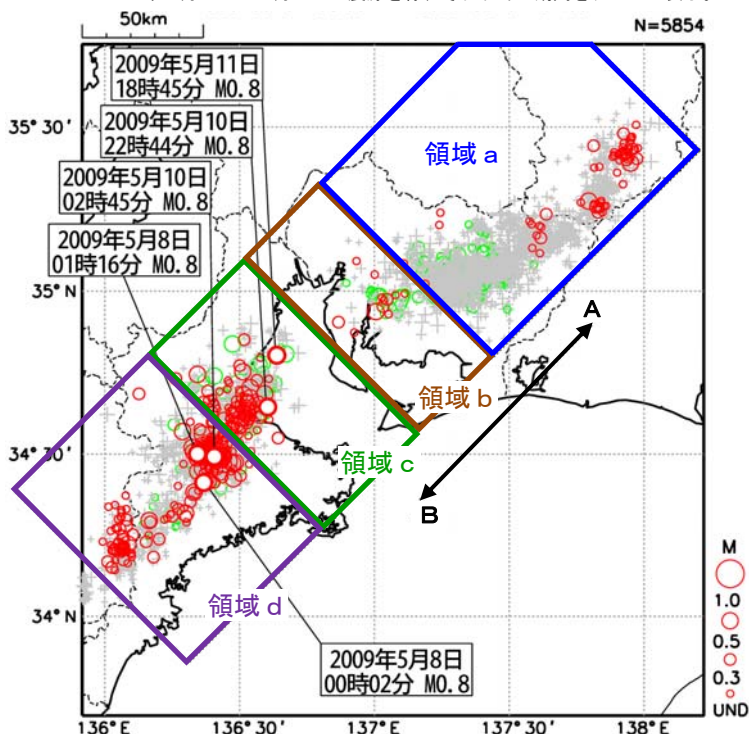 50km
N=5854
2009年5月11日
18時45分 M0.8
2009年5月10日
22時44分 M0.8
2009年5月10日
02時45分 M0.8
2009年5月8日
01時16分 M0.8
35° 30′
35° N
34° 30′
34° N
領域 a
領域 b
領域 c
領域 d
A
B
2009年5月8日
00時02分 M0.8
M
1.0
0.5
0.3
UND
136° E
136° 30′
137° E
137° 30′
138° E